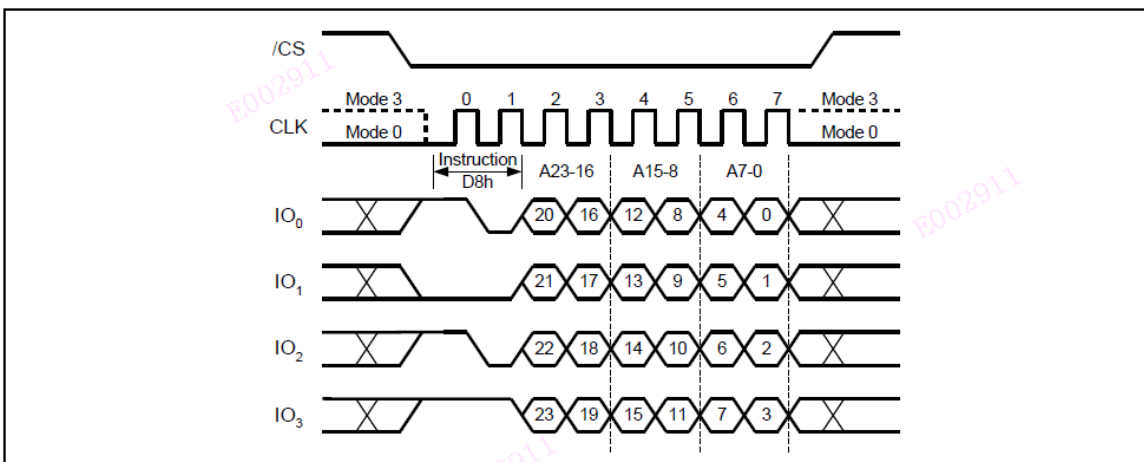 /CS
E002911
Mode 3 0 1 2 3 4 5 6 7 Mode 3
CLK
Mode 0 Mode 0
Instruction
D8h A23-16 A15-8 A7-0
E002911
IO0 20 16 12 8 4 0
IO1 21 17 13 9 5 1
IO2 22 18 14 10 6 2
IO3 23 19 15 11 7 3
E002911